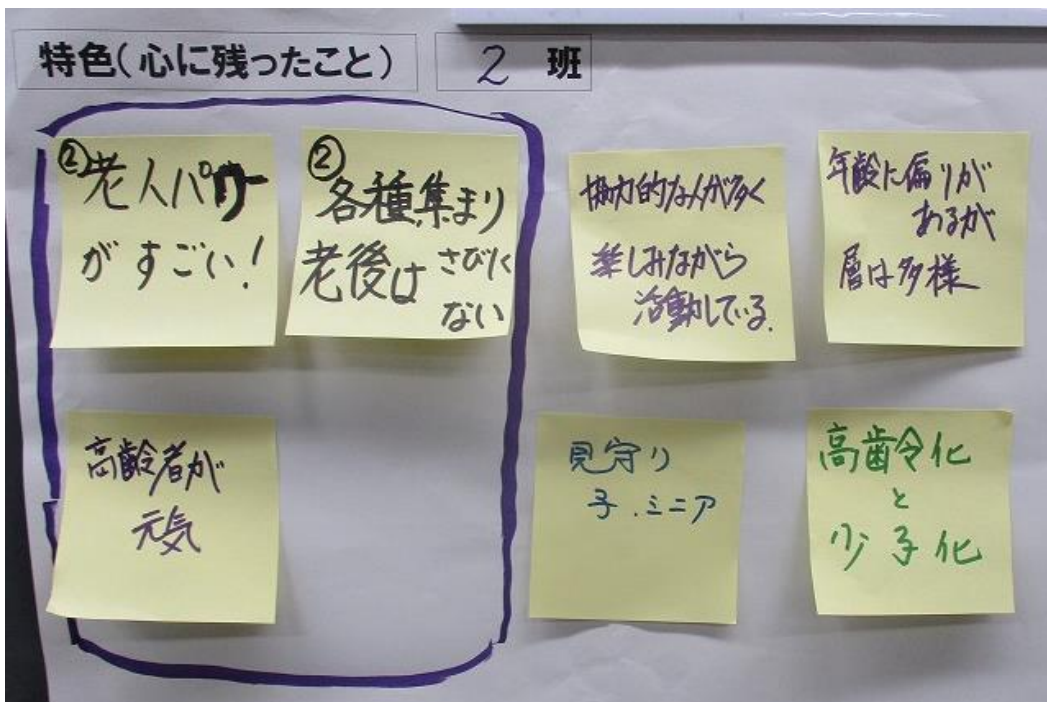 特色(心に残ったこと)
2 班
②老人パワー
がすごい!
②各種集まり
老後はさびしく
ない
協力的な人が多く
楽しみながら
活動している.
年齢に偏りが
あるが
層は多様
高齢者が
元気
見守り
子.ミニア
高齢化
と
少子化